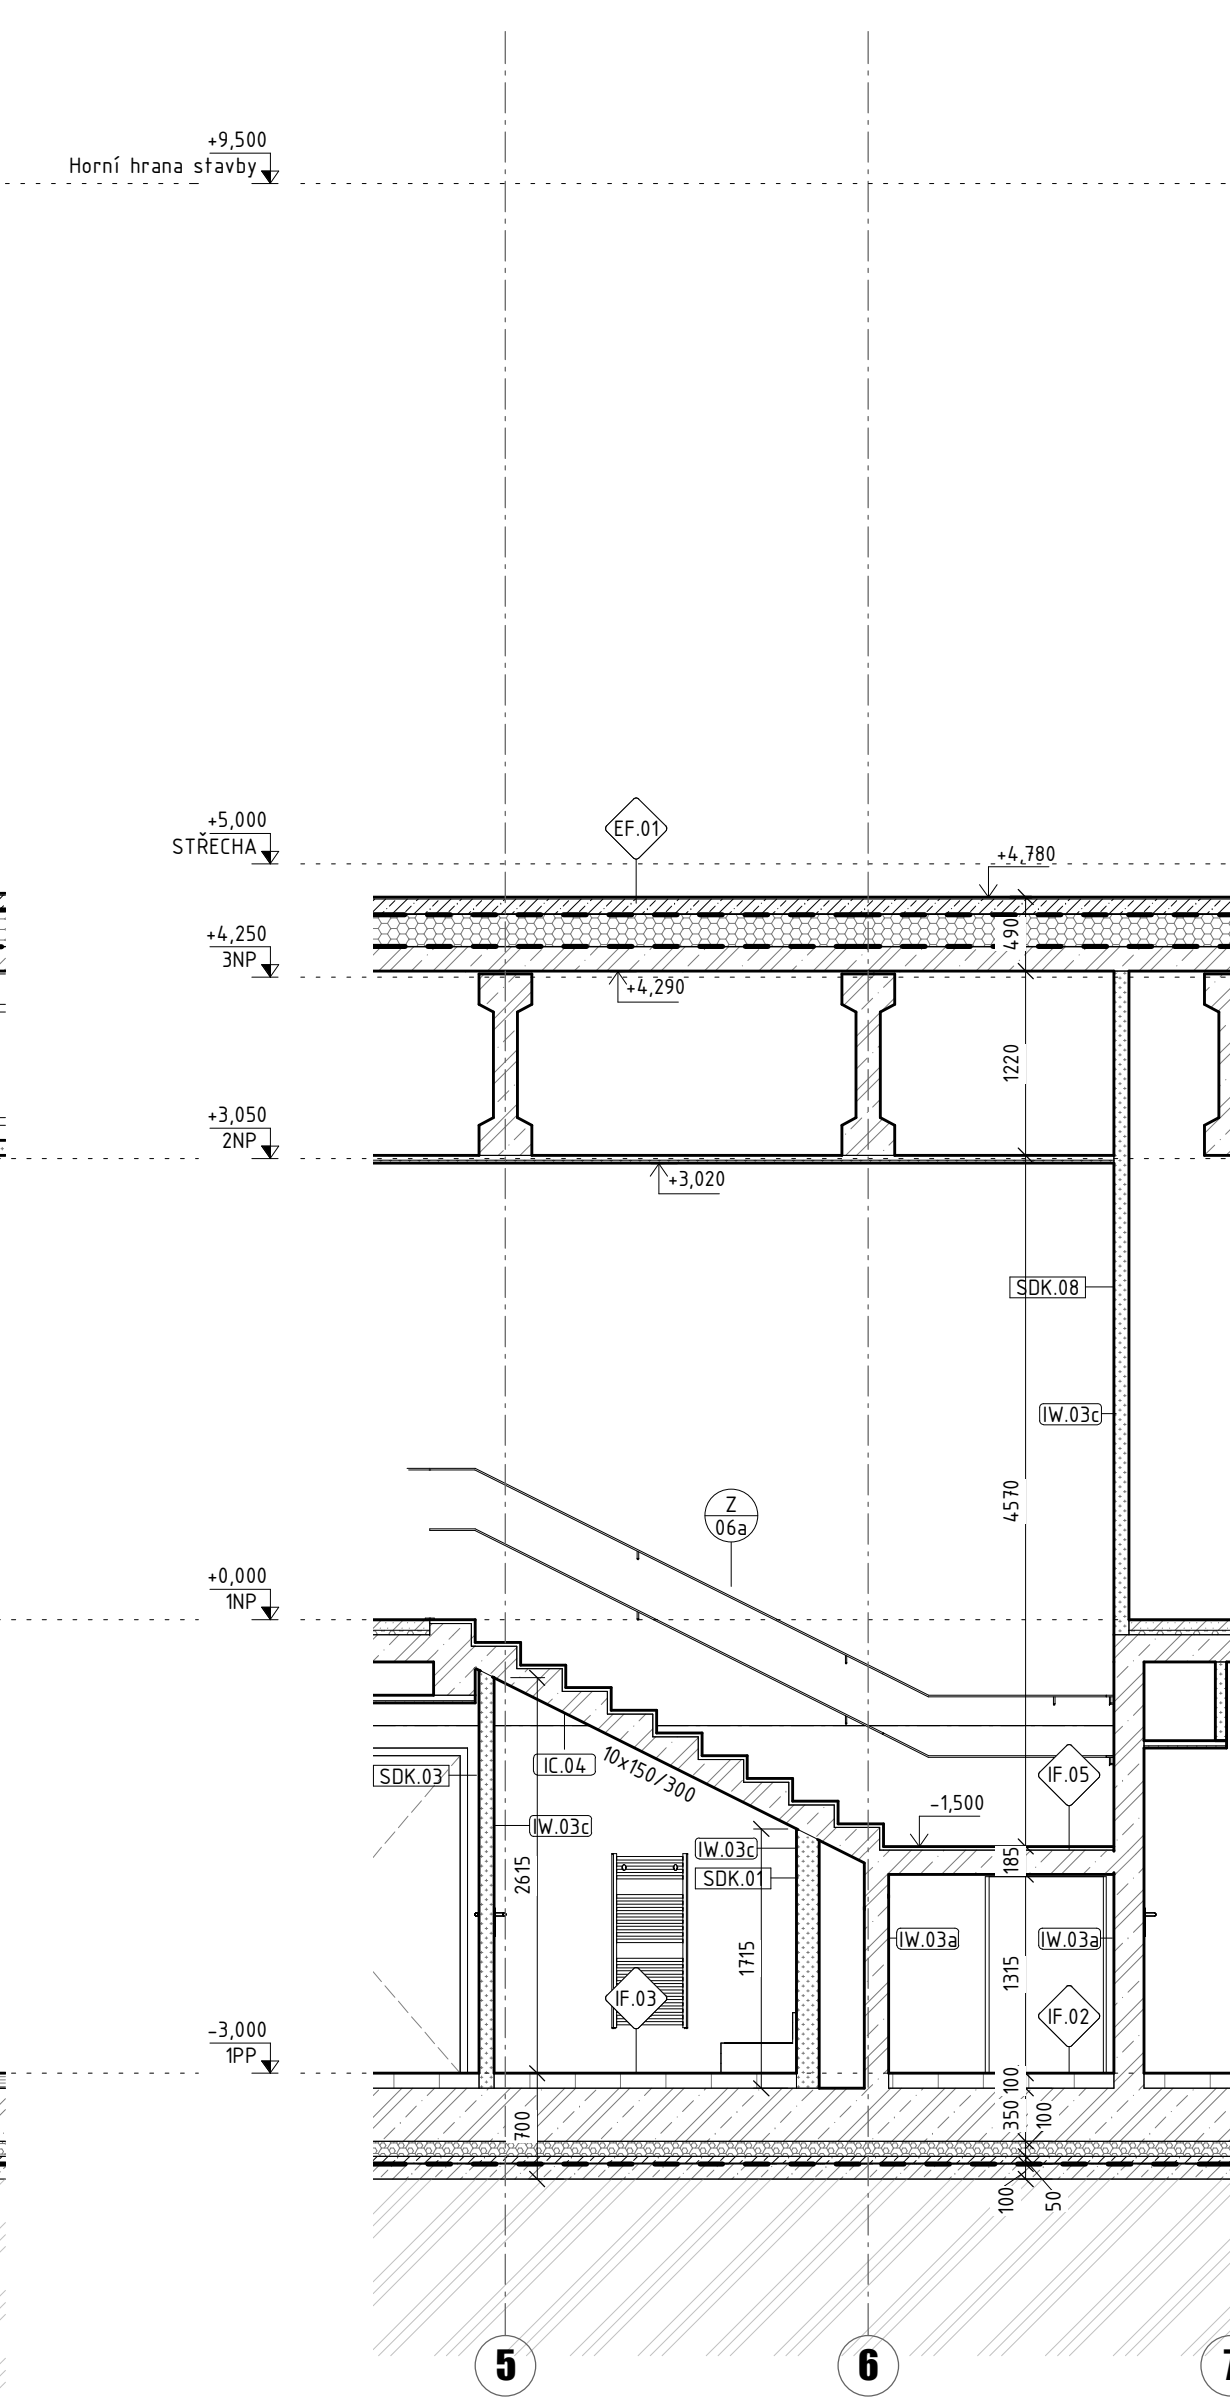 +9,500
Horní hrana stavby
+5,000
STŘECHA
EF.01
+4,780
490
+4,250
3NP
+4,290
1220
+3,050
2NP
+3,020
SDK.08
IW.03c
4570
Z
06a
+0,000
1NP
IC.04
10x150/300
SDK.03
IF.05
-1,500
IW.03c
IW.03c
185
2615
SDK.01
IW.03a
IW.03a
1715
1315
IF.03
IF.02
-3,000
1PP
100
350
100
700
100
50
5
6
7